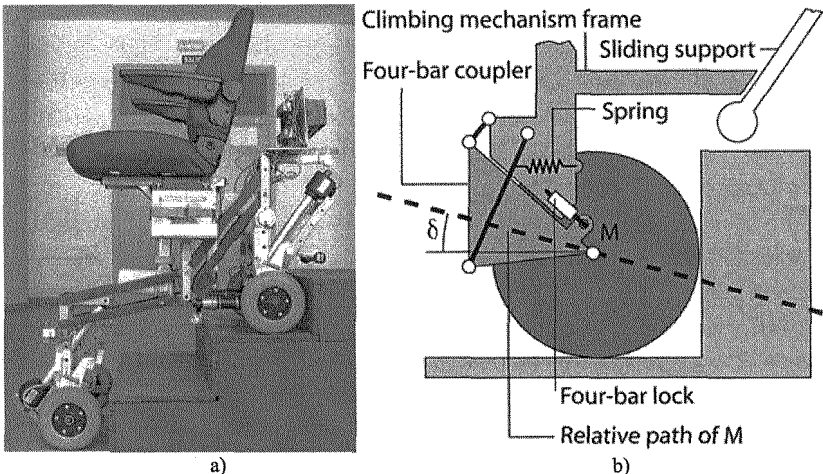 Climbing mechanism frame
Sliding support
Four-bar coupler
Spring
δ
M
Four-bar lock
Relative path of M
a)
b)